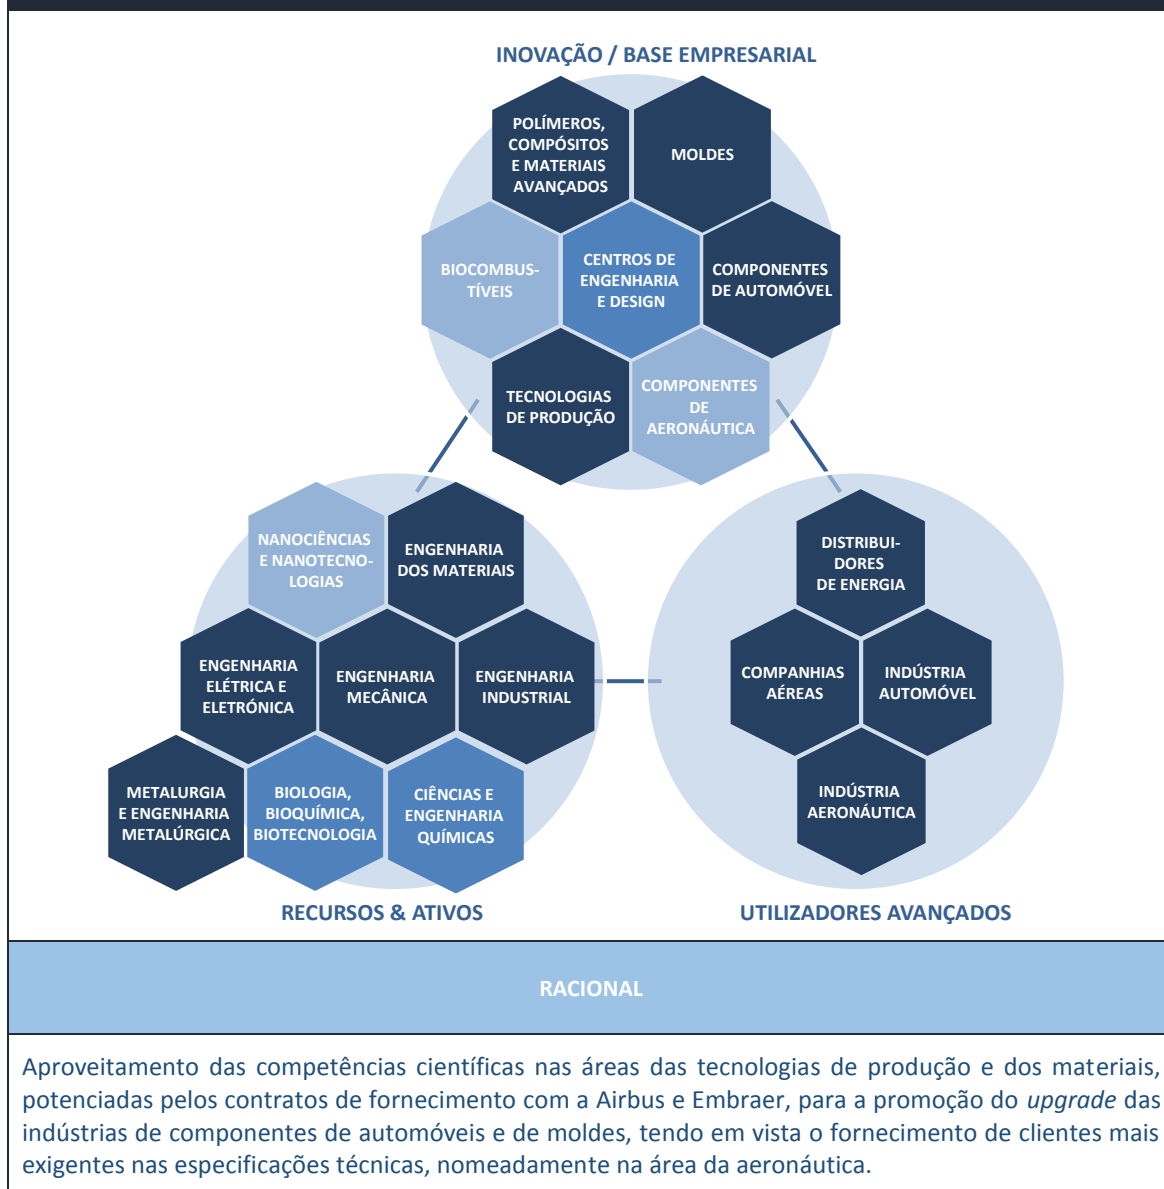 INOVAÇÃO / BASE EMPRESARIAL
POLÍMEROS,
COMPÓSITOS
E MATERIAIS
AVANÇADOS
MOLDES
BIOCOMBUS-
TÍVEIS
CENTROS DE
ENGENHARIA
E DESIGN
COMPONENTES
DE AUTOMÓVEL
TECNOLOGIAS
DE PRODUÇÃO
COMPONENTES
DE
AERONÁUTICA
NANOCIÊNCIAS
E NANOTECNO-
LOGIAS
ENGENHARIA
DOS MATERIAIS
ENGENHARIA
ELÉTRICA E
ELETRÓNICA
ENGENHARIA
MECÂNICA
ENGENHARIA
INDUSTRIAL
METALURGIA
E ENGENHARIA
METALÚRGICA
BIOLOGIA,
BIOQUÍMICA,
BIOTECNOLOGIA
CIÊNCIAS E
ENGENHARIA
QUÍMICAS
RECURSOS & ATIVOS
DISTRIBUI-
DORES
DE ENERGIA
COMPANHIAS
AÉREAS
INDÚSTRIA
AUTOMÓVEL
INDÚSTRIA
AERONÁUTICA
UTILIZADORES AVANÇADOS
RACIONAL
Aproveitamento das competências científicas nas áreas das tecnologias de produção e dos materiais,
potenciadas pelos contratos de fornecimento com a Airbus e Embraer, para a promoção do upgrade das
indústrias de componentes de automóveis e de moldes, tendo em vista o fornecimento de clientes mais
exigentes nas especificações técnicas, nomeadamente na área da aeronáutica.